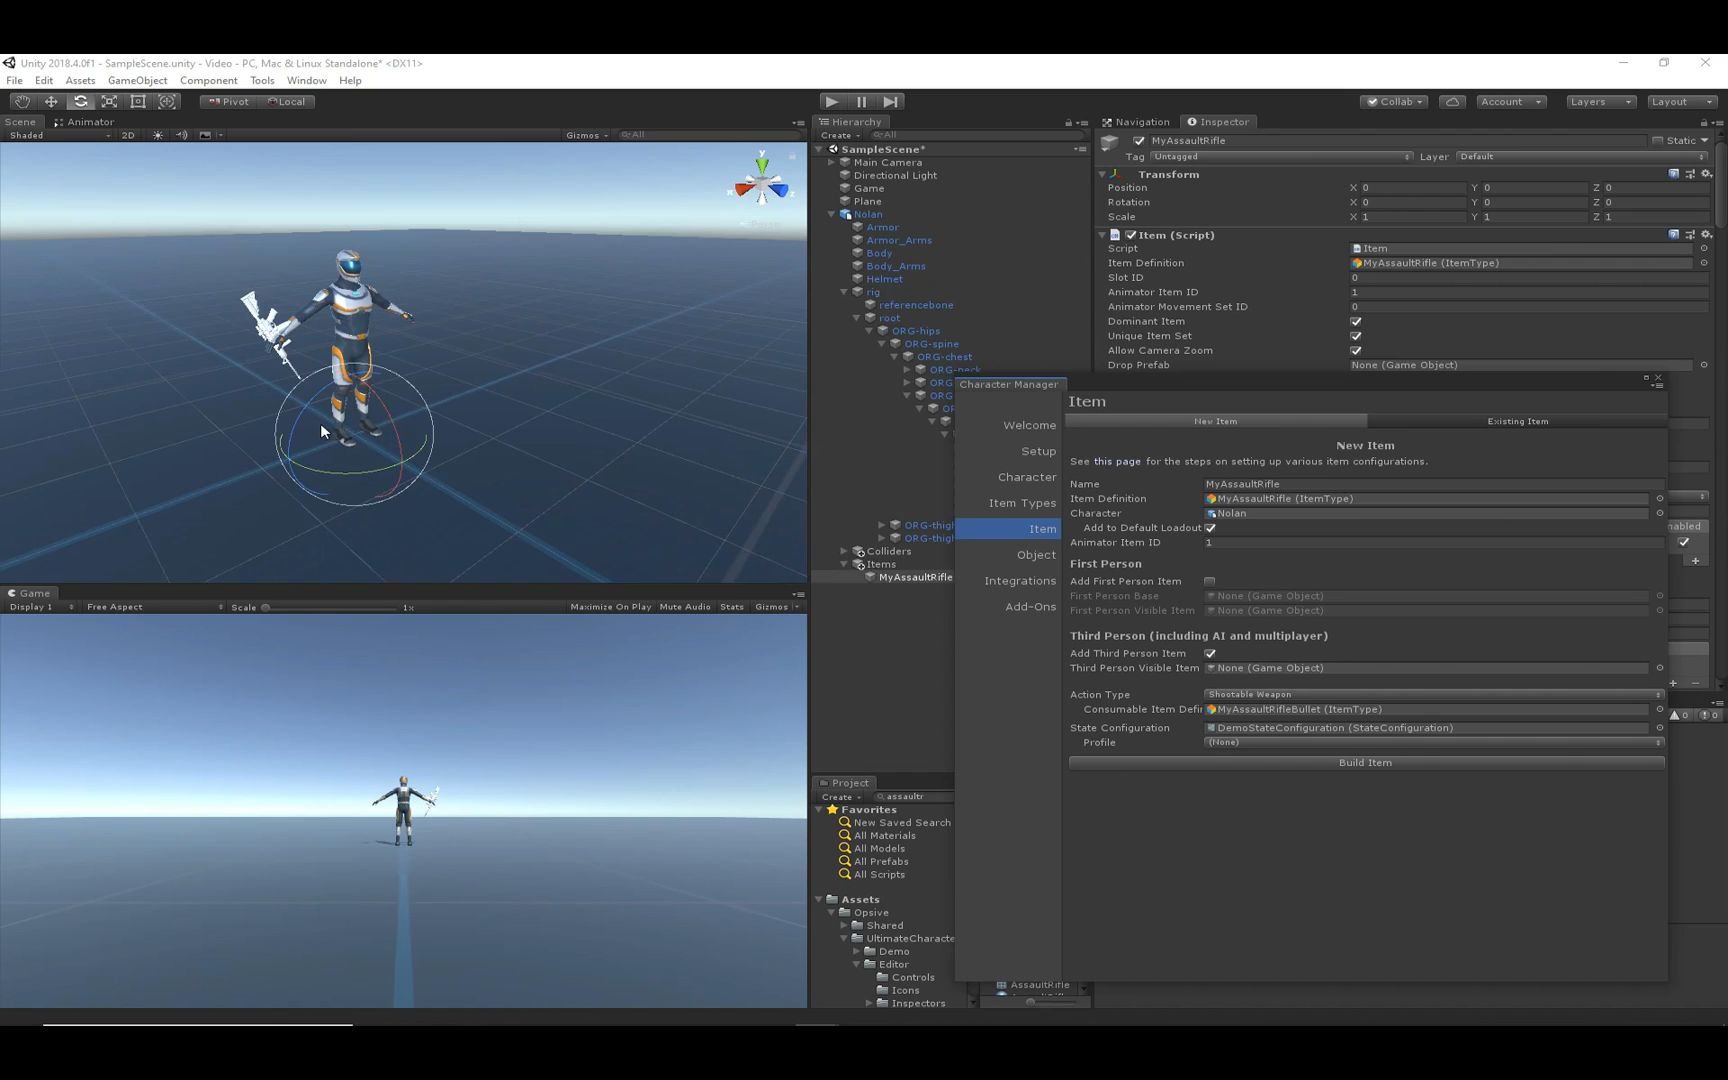 Unity 2018.4.0f1 - SampleScene.unity - Video - PC, Mac & Linux Standalone* <DX11>
File Edit Assets GameObject Component Tools Window Help
Pivot Local
Collab Account Layers Layout
Scene Animator
Shaded 2D Gizmos All
y
x
z
Hierarchy
Create All
SampleScene*
Main Camera
Directional Light
Game
Plane
Nolan
Armor
Armor_Arms
Body
Body_Arms
Helmet
rig
referencebone
root
ORG-hips
ORG-spine
ORG-chest
ORG-neck
ORG
ORG
ORG-thig
ORG-thig
Colliders
Items
MyAssaultRifle
Navigation Inspector
MyAssaultRifle Static
Tag Untagged Layer Default
Transform
Position X 0 Y 0 Z 0
Rotation X 0 Y 0 Z 0
Scale X 1 Y 1 Z 1
Item (Script)
Script Item
Item Definition MyAssaultRifle (ItemType)
Slot ID 0
Animator Item ID 1
Animator Movement Set ID 0
Dominant Item
Unique Item Set
Allow Camera Zoom
Drop Prefab None (Game Object)
nabled
Character Manager
Welcome
Setup
Character
Item Types
Item
Object
Integrations
Add-Ons
Item
New Item Existing Item
New Item
See this page for the steps on setting up various item configurations.
Name MyAssaultRifle
Item Definition MyAssaultRifle (ItemType)
Character Nolan
Add to Default Loadout
Animator Item ID 1
First Person
Add First Person Item
First Person Base None (Game Object)
First Person Visible Item None (Game Object)
Third Person (including AI and multiplayer)
Add Third Person Item
Third Person Visible Item None (Game Object)
Action Type Shootable Weapon
Consumable Item Defi MyAssaultRifleBullet (ItemType)
State Configuration DemoStateConfiguration (StateConfiguration)
Profile (None)
Build Item
0 0
Game
Display 1 Free Aspect Scale 1x Maximize On Play Mute Audio Stats Gizmos
Project
Create assaultr
Favorites
New Saved Search
All Materials
All Models
All Prefabs
All Scripts
Assets
Opsive
Shared
UltimateCharacte
Demo
Editor
Controls
Icons
Inspectors
AssaultRifle